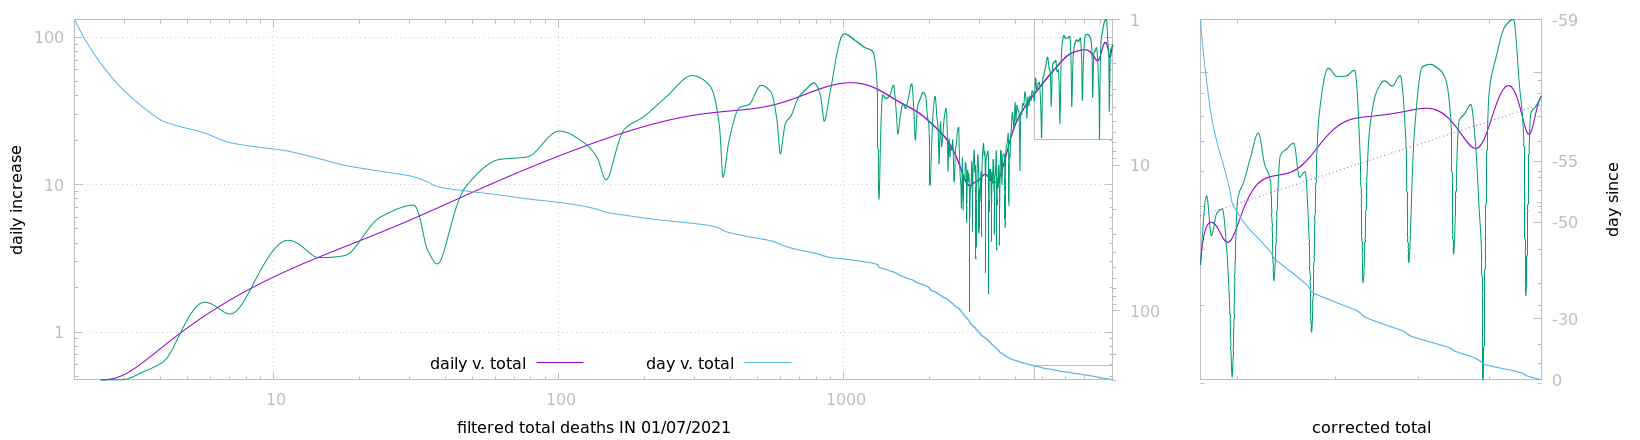 100
10
1
daily increase
10
100
1000
filtered total deaths IN 01/07/2021
daily v. total
day v. total
1
10
100
-59
-55
-50
-30
0
day since
corrected total